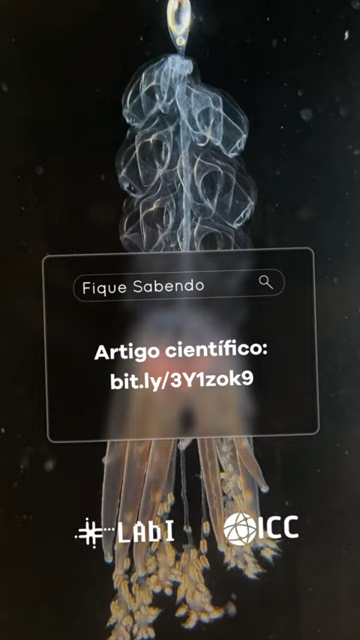 Fique Sabendo
Artigo científico:
bit.ly/3Y1zok9
LAbI
ICC